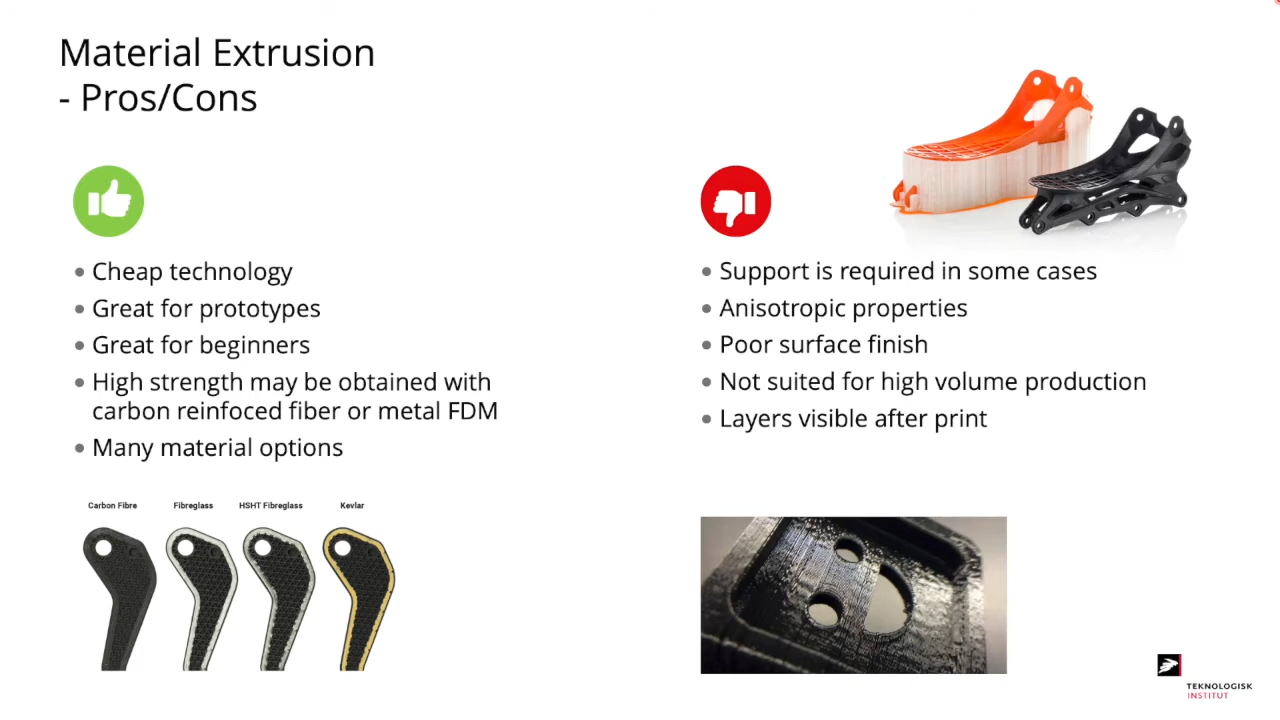 Material Extrusion
- Pros/Cons
• Cheap technology
• Great for prototypes
• Great for beginners
• High strength may be obtained with
carbon reinfoced fiber or metal FDM
• Many material options
Carbon Fibre
Fibreglass
HSHT Fibreglass
Kevlar
• Support is required in some cases
• Anisotropic properties
• Poor surface finish
• Not suited for high volume production
• Layers visible after print
TEKNOLOGISK
INSTITUT